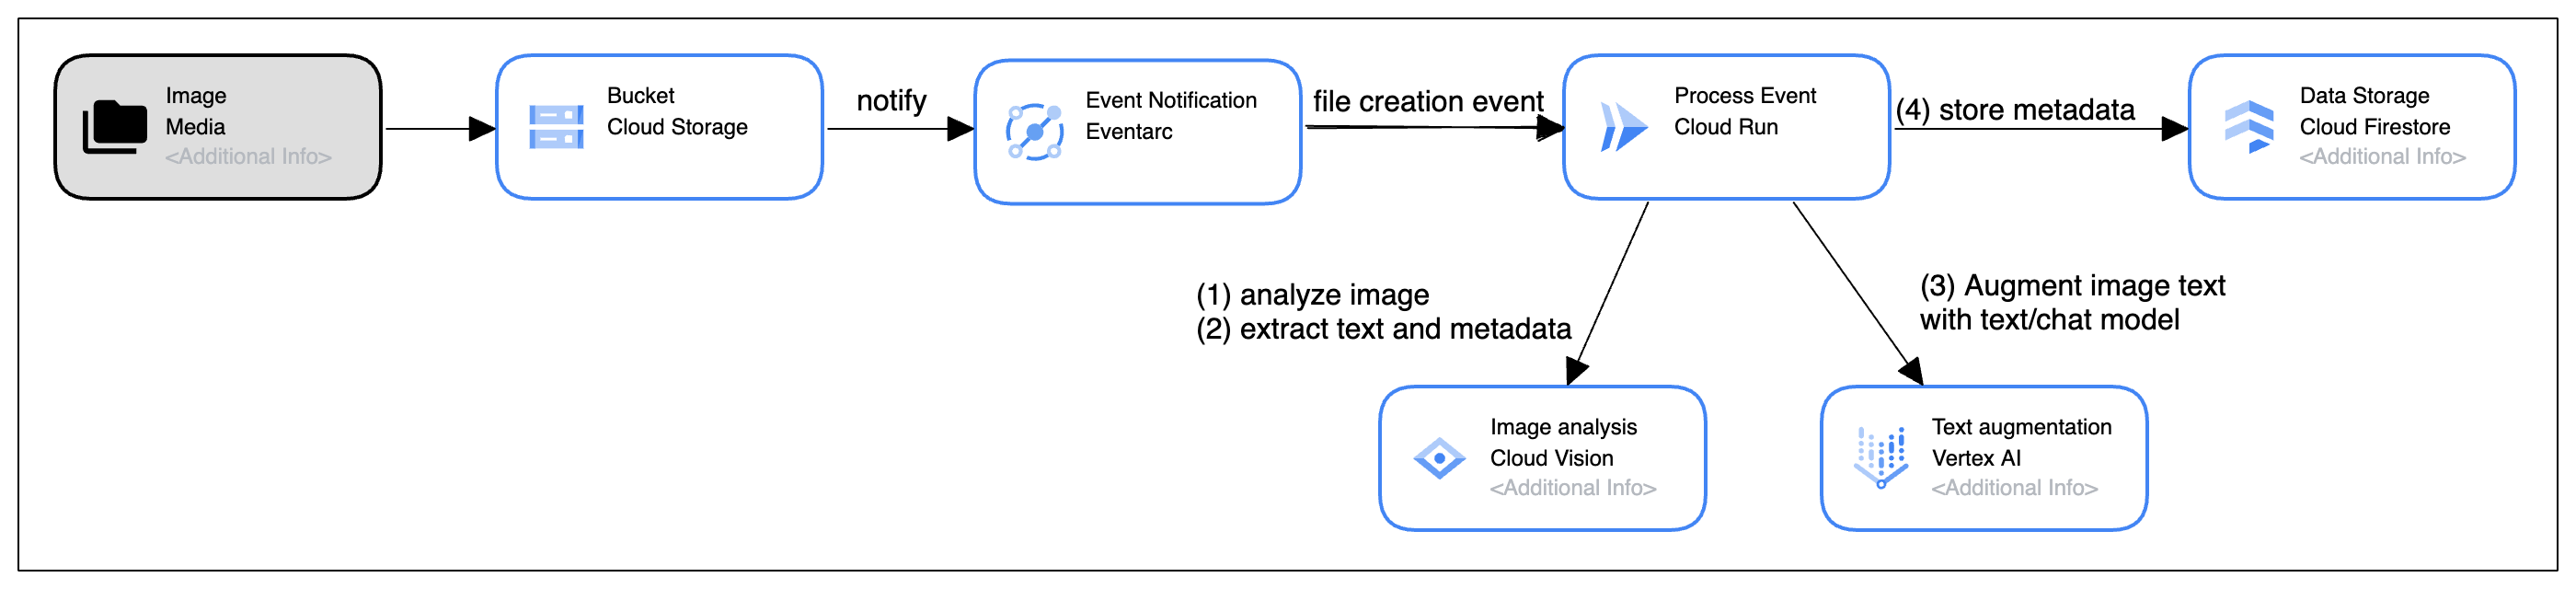 Image
Media
<Additional Info>
Bucket
Cloud Storage
notify
Event Notification
Eventarc
file creation event
Process Event
Cloud Run
(4) store metadata
Data Storage
Cloud Firestore
<Additional Info>
(1) analyze image
(2) extract text and metadata
(3) Augment image text
with text/chat model
Image analysis
Cloud Vision
<Additional Info>
Text augmentation
Vertex AI
<Additional Info>